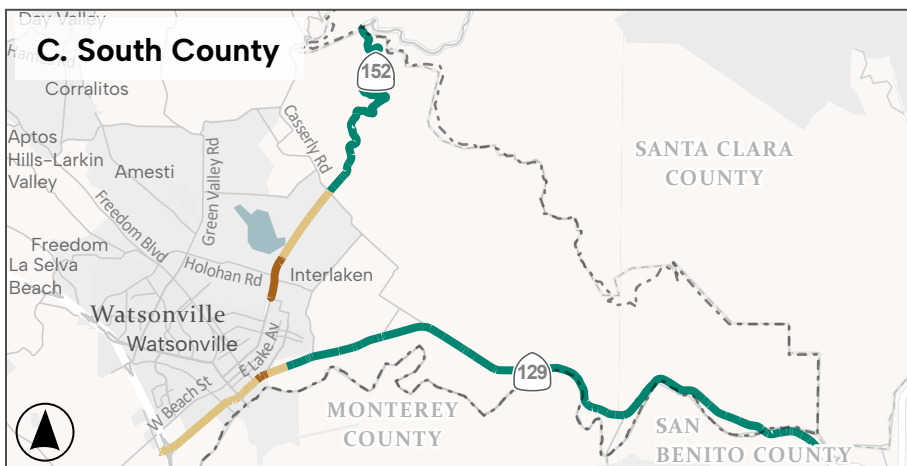 Day Valley
C. South County
Corralitos
Aptos
Hills-Larkin
Valley
Amesti
Green Valley Rd
Casserly Rd
152
SANTA CLARA
COUNTY
Freedom Blvd
Freedom
La Selva
Beach
Holohan Rd
Interlaken
Watsonville
Watsonville
E Lake Av
W Beach St
129
MONTEREY
COUNTY
SAN
BENITO COUNTY